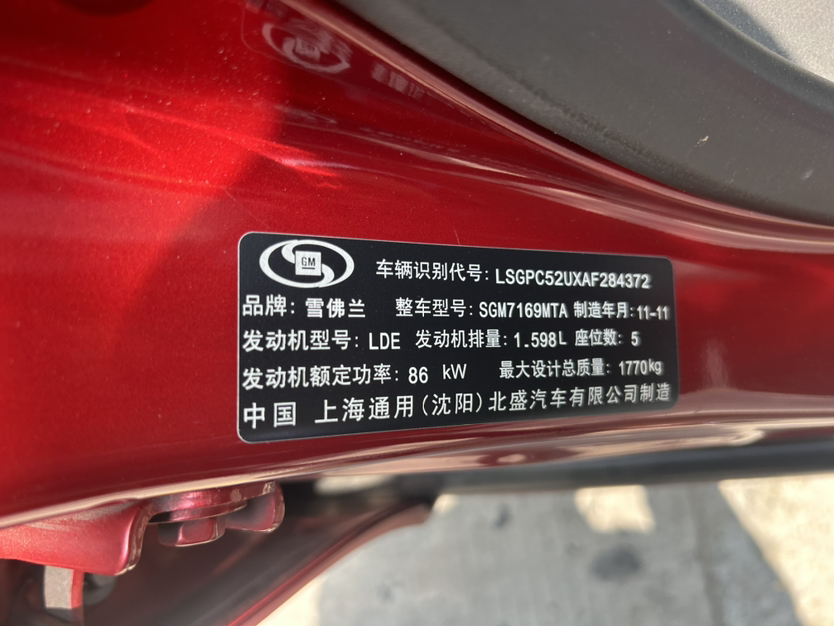 GM
车辆识别代号: LSGPC52UXAF284372
品牌: 雪佛兰 整车型号: SGM7169MTA 制造年月: 11-11
发动机型号: LDE 发动机排量: 1.598L 座位数: 5
发动机额定功率: 86 kW 最大设计总质量: 1770kg
中国 上海通用(沈阳)北盛汽车有限公司制造